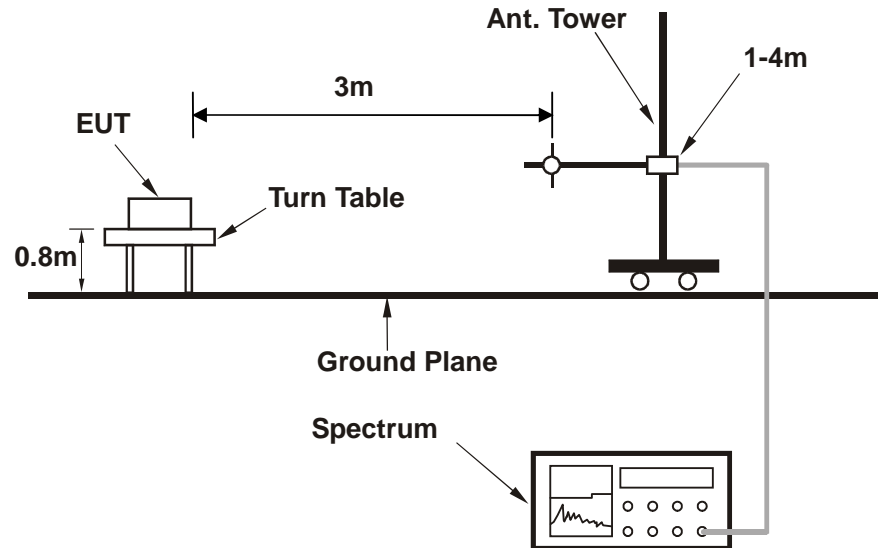 Ant. Tower
1-4m
3m
EUT
Turn Table
0.8m
Ground Plane
Spectrum